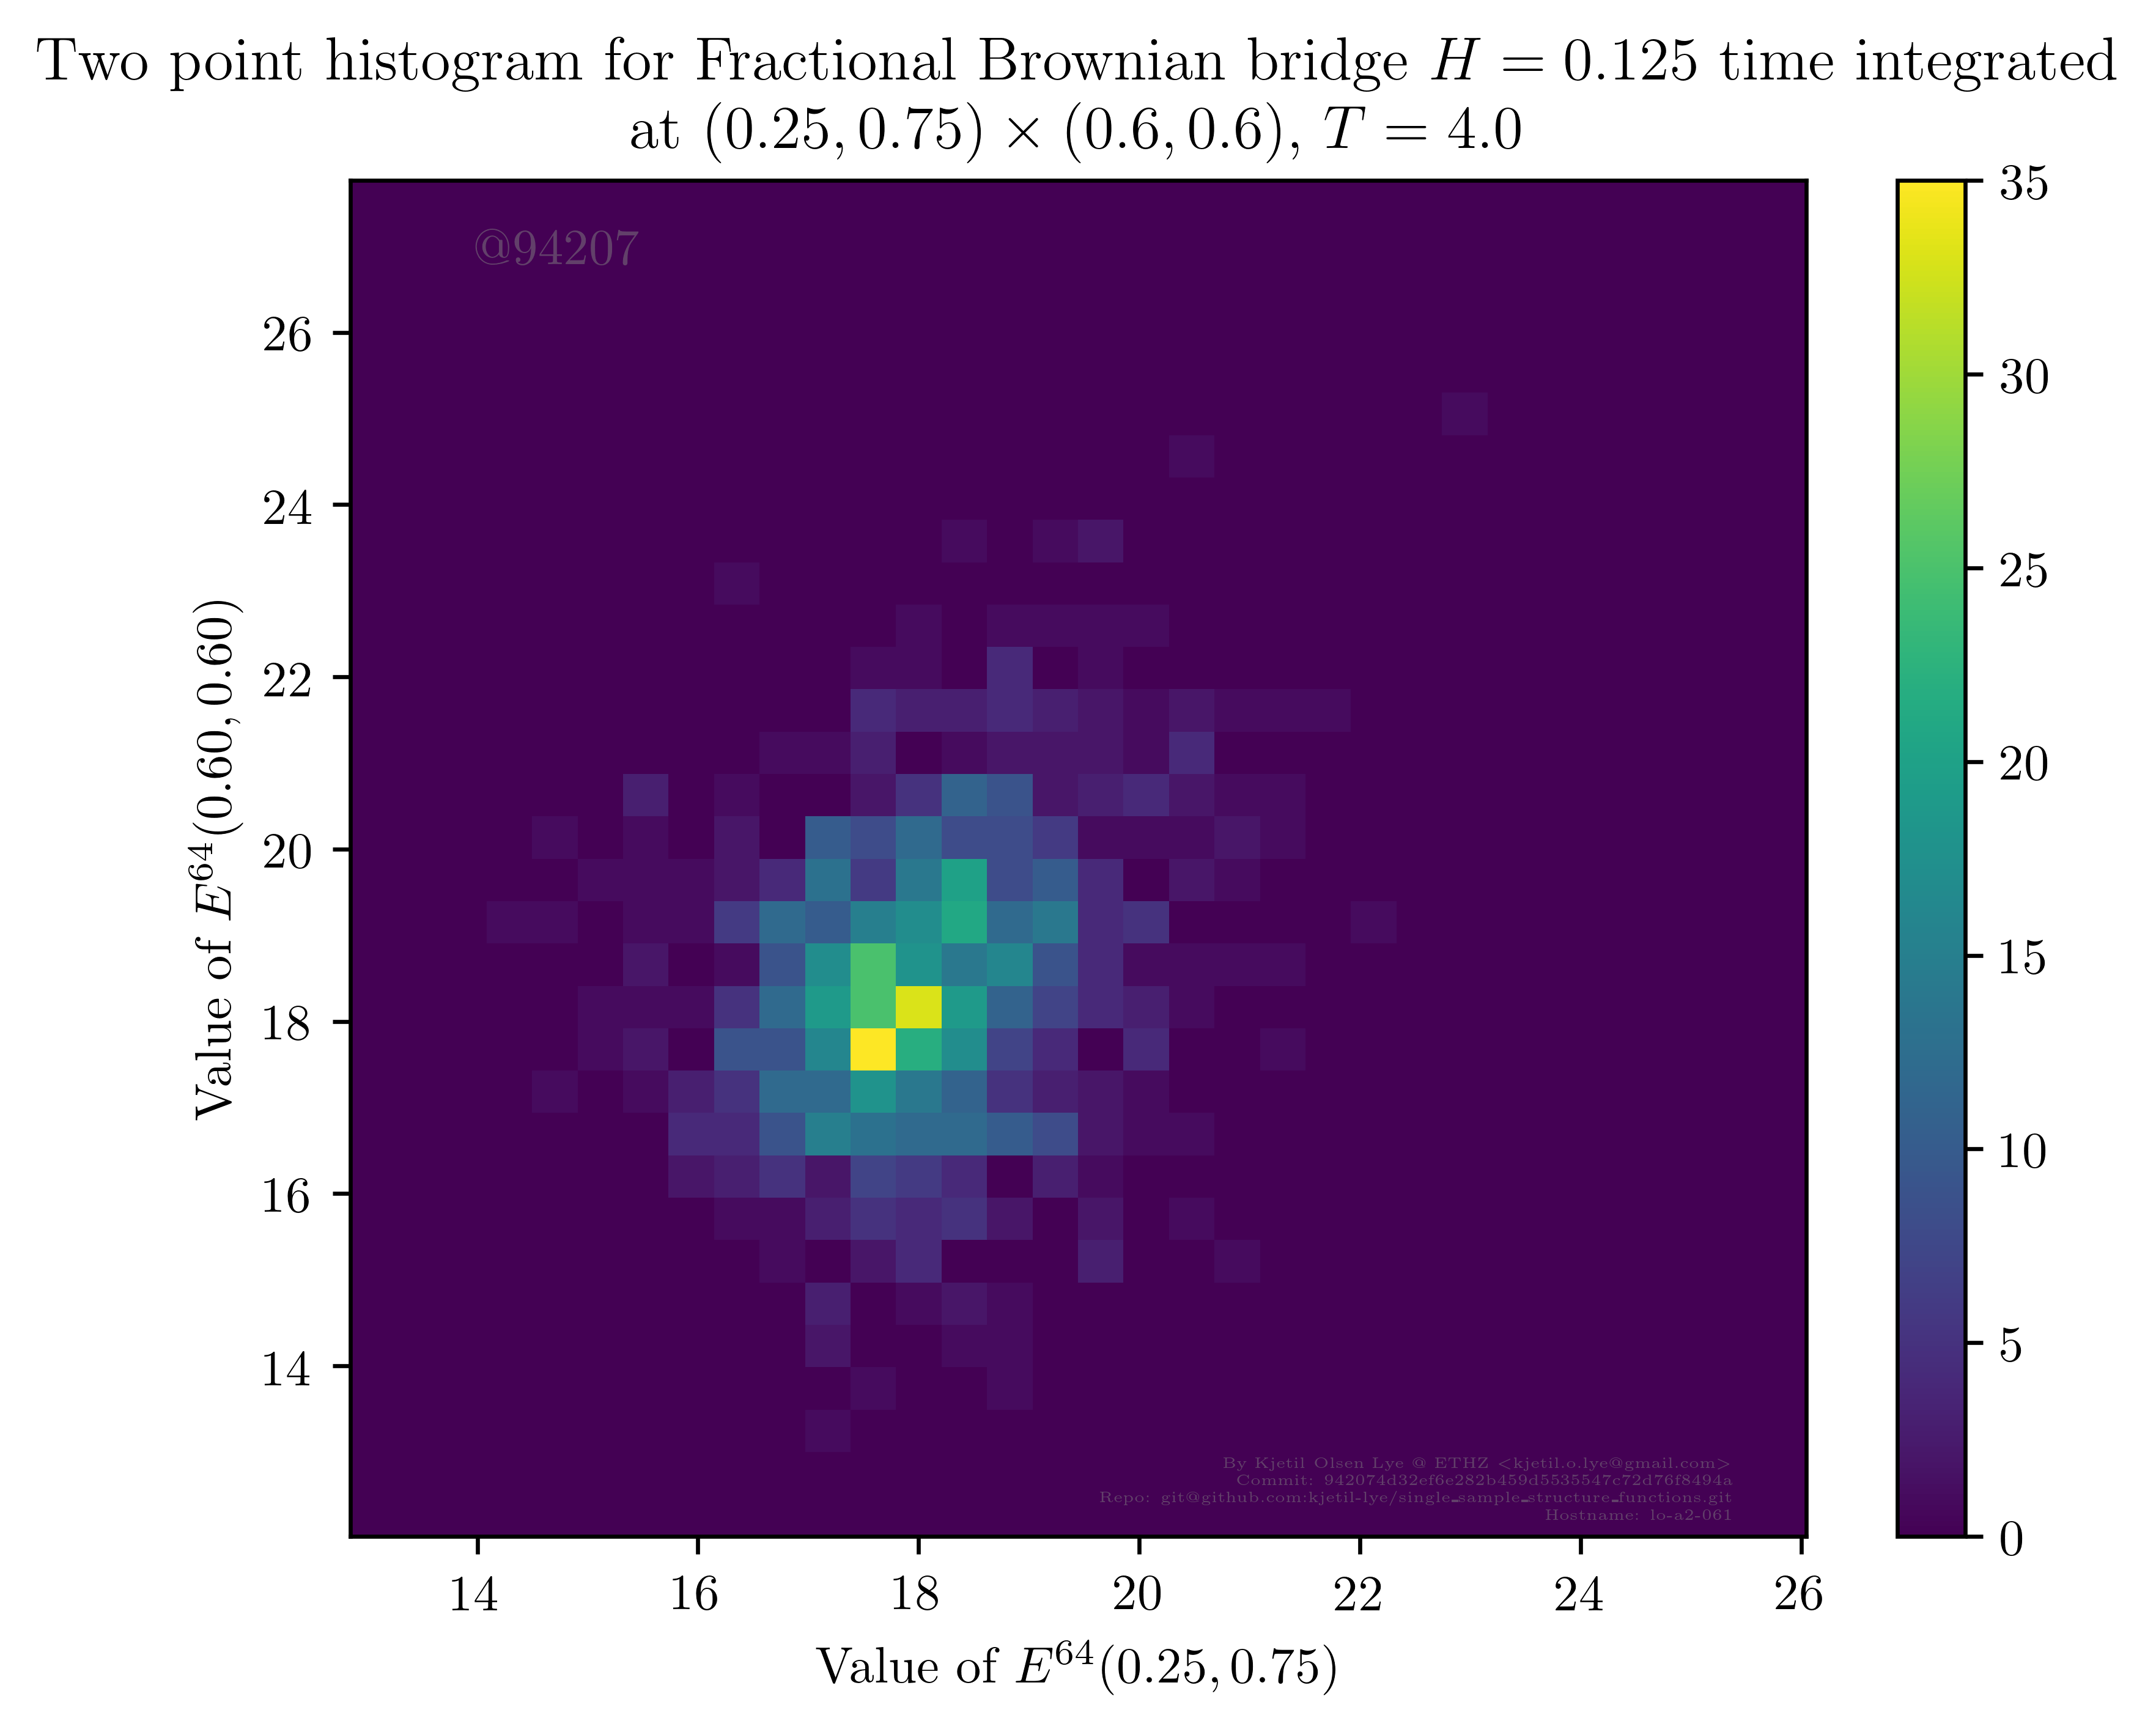 Two point histogram for Fractional Brownian bridge H = 0.125 time integrated
at (0.25, 0.75) × (0.6, 0.6), T = 4.0
@94207
35
30
25
20
15
10
5
0
Value of E^64(0.60, 0.60)
26
24
22
20
18
16
14
By Kjetil Olsen Lye @ ETHZ <kjetil.o.lye@gmail.com>
Commit: 942074d32ef6e282b459d5535547c72d76f8494a
Repo: git@github.com:kjetil-lye/single_sample_structure_functions.git
Hostname: lo-a2-061
14 16 18 20 22 24 26
Value of E^64(0.25, 0.75)